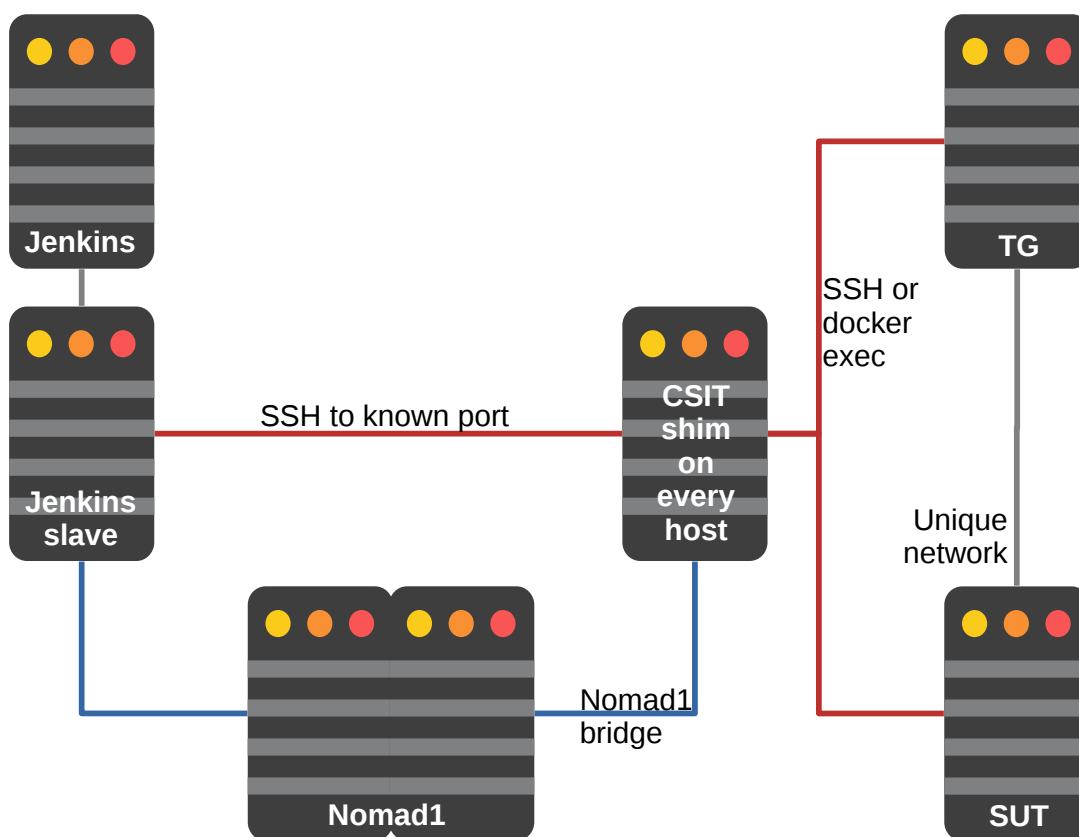 Jenkins
TG
SSH or
docker
exec
SSH to known port
CSIT
shim
on
every
host
Jenkins
slave
Unique
network
Nomad1
bridge
Nomad1
SUT